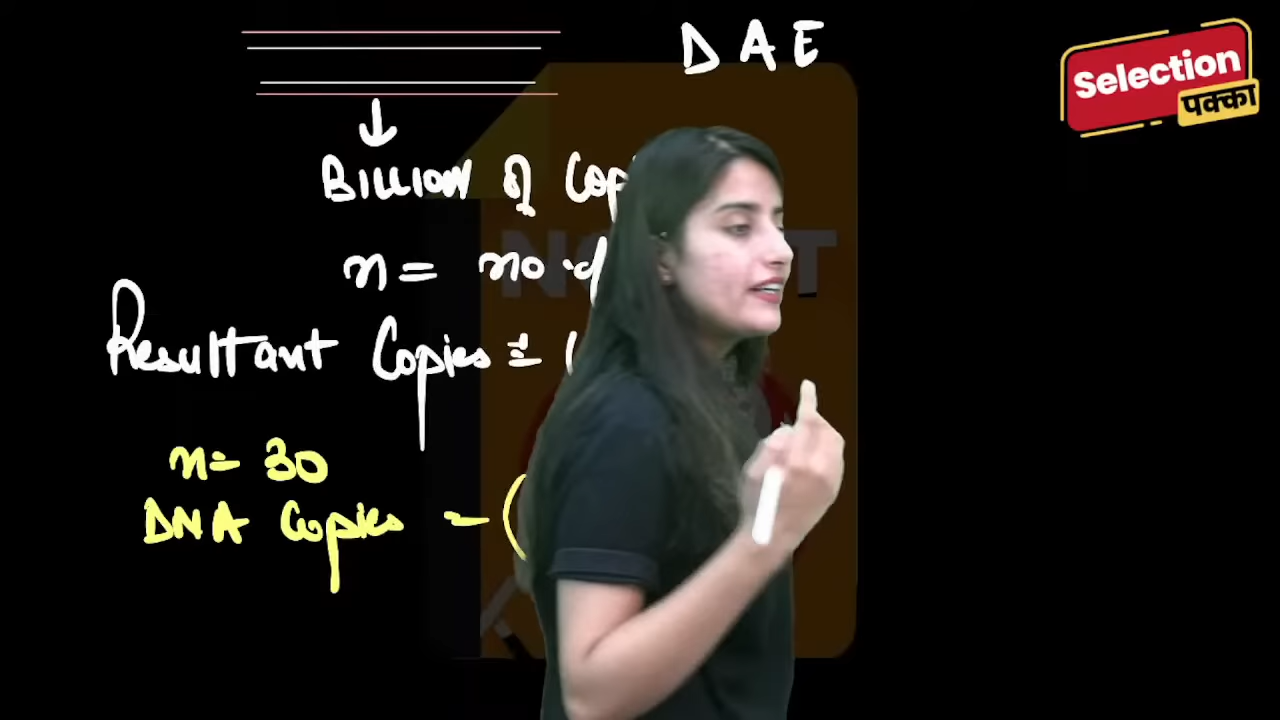 D A E
Selection
पक्का
BILLION of Cop
n = no. of
Resultant Copies = (
n = 30
DNA Copies = (